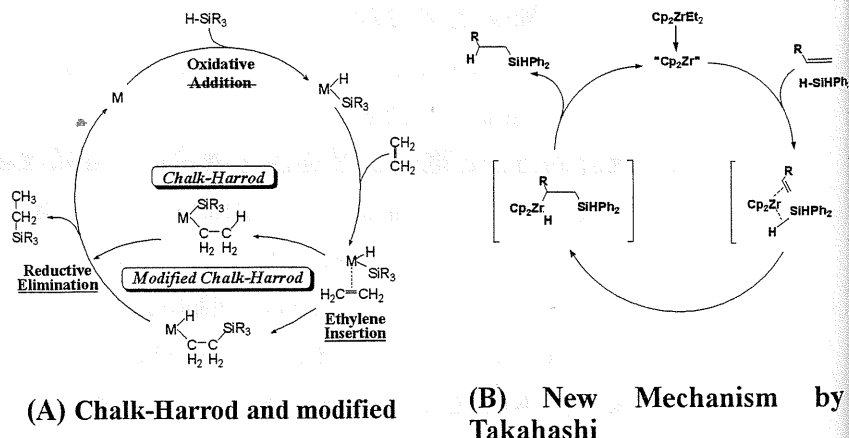 H-SiR3
Oxidative
Addition
M
H
M
SiR3
CH2
CH2
Chalk-Harrod
SiR3
M
H
C
C
H2
H2
CH3
CH2
SiR3
Reductive
Elimination
Modified Chalk-Harrod
H
M
SiR3
H2C
CH2
Ethylene
Insertion
H
M
SiR3
C
C
H2
H2
(A) Chalk-Harrod and modified
Cp2ZrEt2
"Cp2Zr"
R
H
SiHPh2
R
H-SiHPh2
R
Cp2Zr
H
SiHPh2
R
Cp2Zr
SiHPh2
H
(B) New Mechanism by
Takahashi